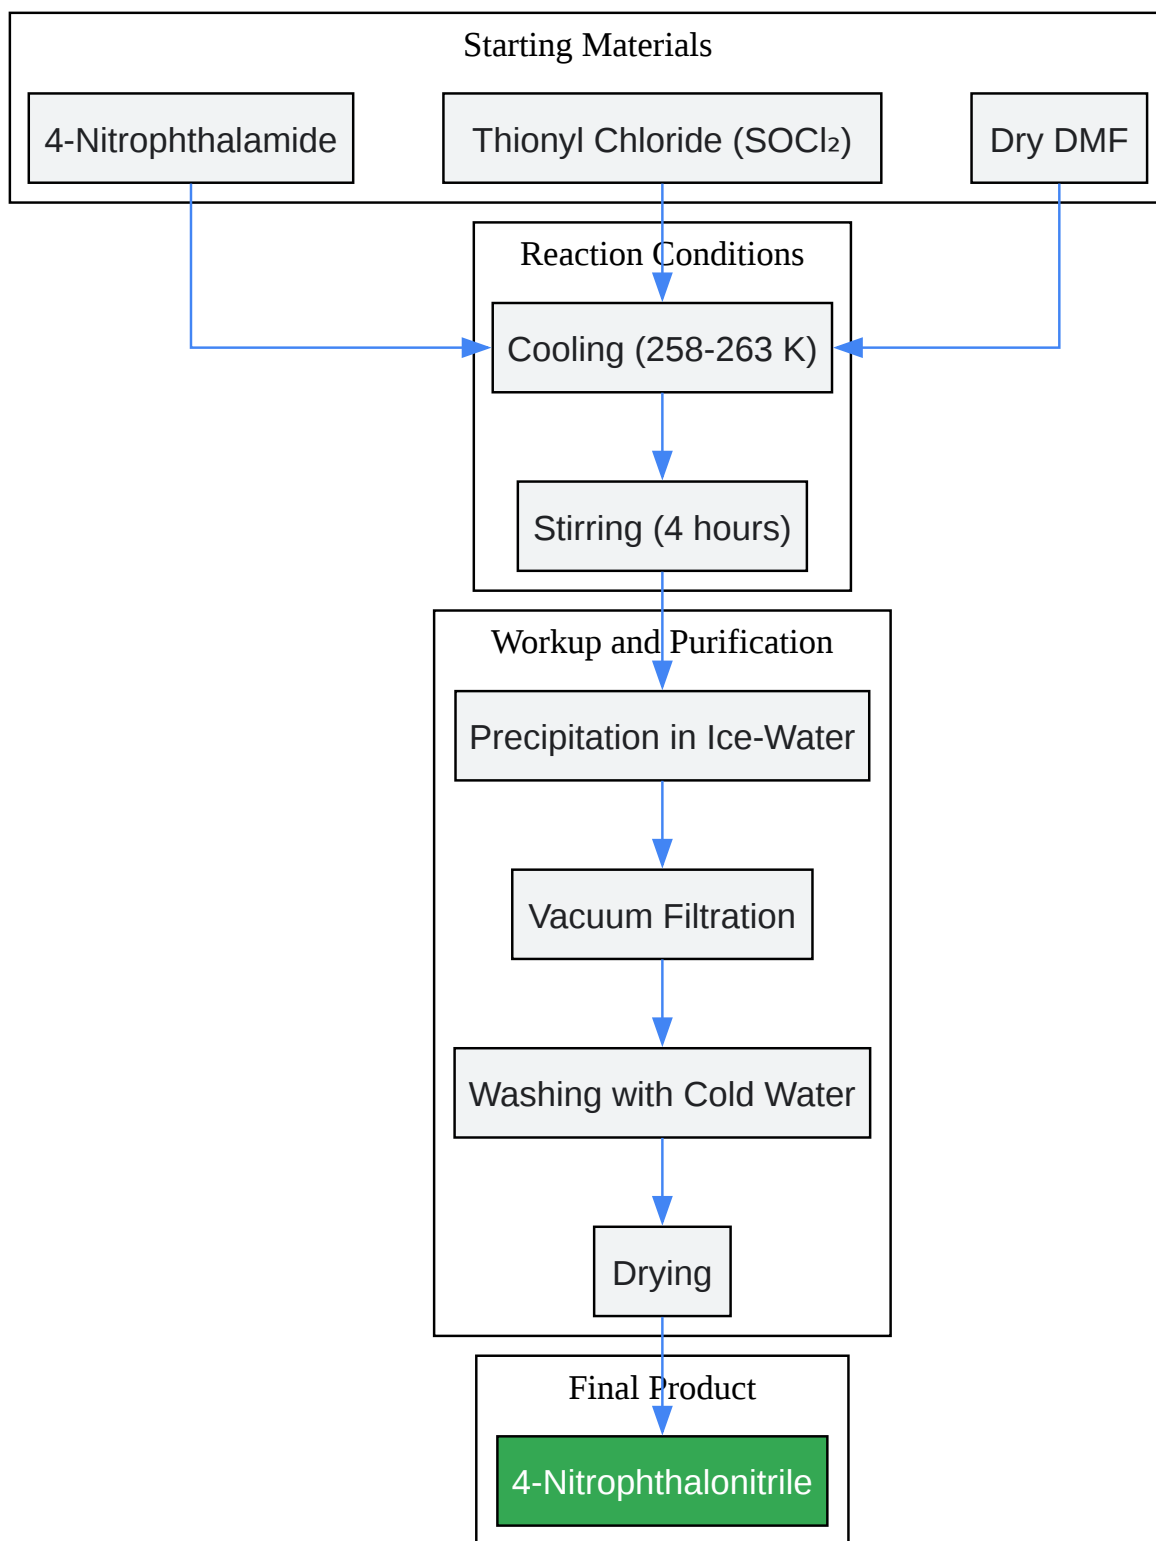 Starting Materials
4-Nitrophthalamide
Thionyl Chloride (SOCl₂)
Dry DMF
Reaction Conditions
Cooling (258-263 K)
Stirring (4 hours)
Workup and Purification
Precipitation in Ice-Water
Vacuum Filtration
Washing with Cold Water
Drying
Final Product
4-Nitrophthalonitrile